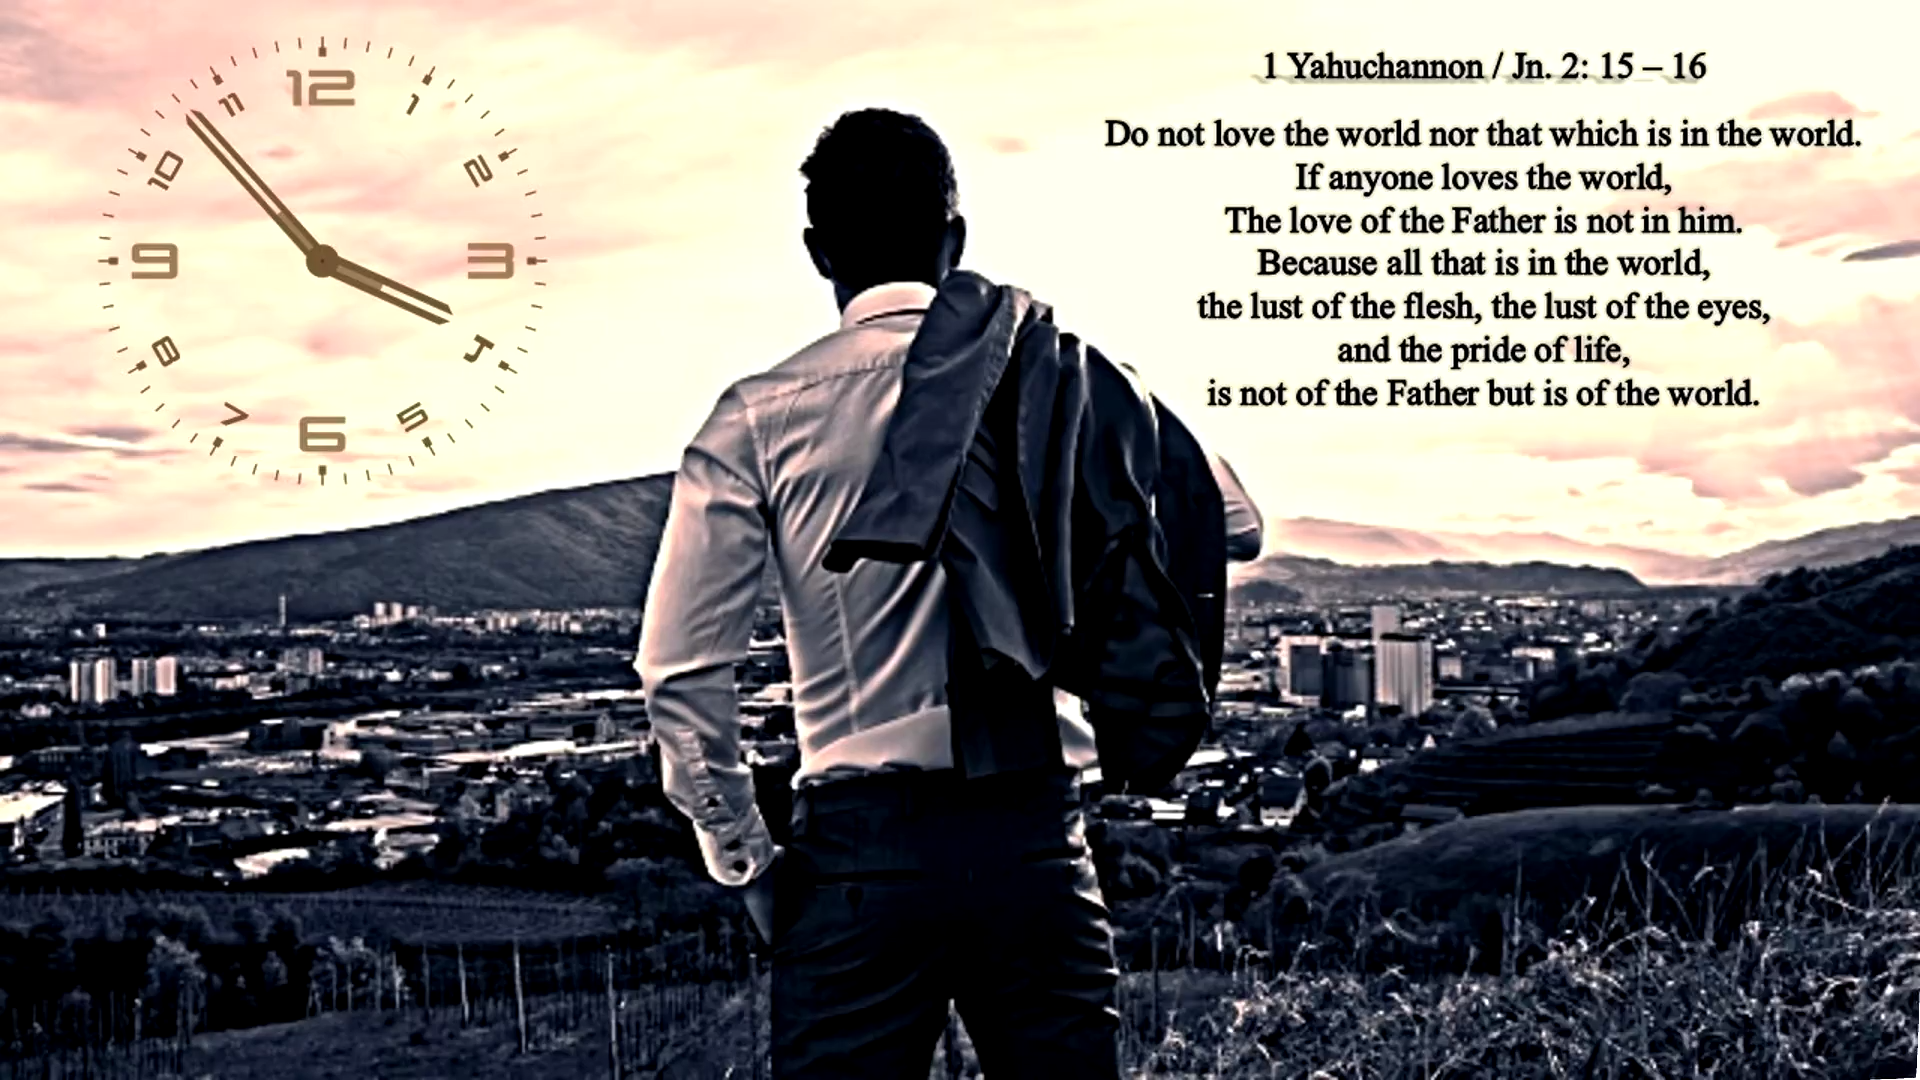 12
11
1
10
2
9
3
8
4
7
5
6
1 Yahuchannon / Jn. 2: 15 – 16
Do not love the world nor that which is in the world.
If anyone loves the world,
The love of the Father is not in him.
Because all that is in the world,
the lust of the flesh, the lust of the eyes,
and the pride of life,
is not of the Father but is of the world.